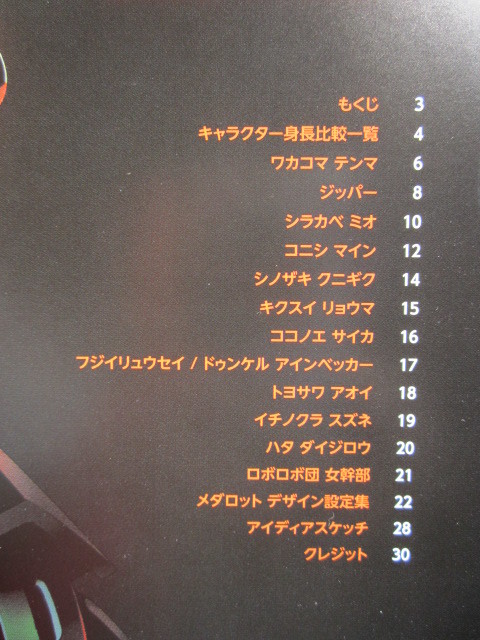 もくじ 3
キャラクター身長比較一覧 4
ワカコマ テンマ 6
ジッパー 8
シラカベ ミオ 10
コニシ マイン 12
シノザキ クニギク 14
キクスイ リョウマ 15
ココノエ サイカ 16
フジイリュウセイ / ドゥンケル アインベッカー 17
トヨサワ アオイ 18
イチノクラ スズネ 19
ハタ ダイジロウ 20
ロボロボ団 女幹部 21
メダロット デザイン設定集 22
アイディアスケッチ 28
クレジット 30